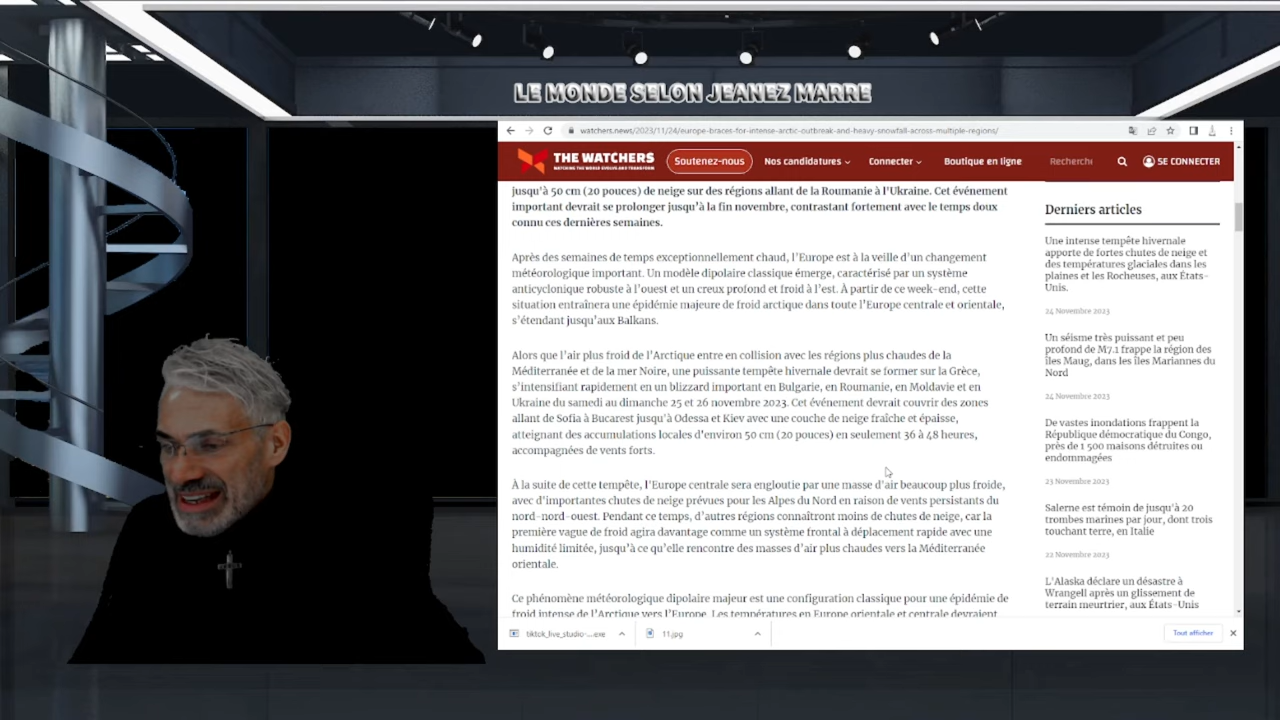 LE MONDE SELON JEANEZ MARRE
watchers.news/2023/11/24/europe-braces-for-intense-arctic-outbreak-and-heavy-snowfall-across-multiple-regions/
THE WATCHERS
WATCHING THE WORLD EVOLVE AND TRANSFORM
Soutenez-nous
Nos candidatures
Connecter
Boutique en ligne
Recherche
SE CONNECTER
jusqu'à 50 cm (20 pouces) de neige sur des régions allant de la Roumanie à l'Ukraine. Cet événement
important devrait se prolonger jusqu'à la fin novembre, contrastant fortement avec le temps doux
connu ces dernières semaines.
Après des semaines de temps exceptionnellement chaud, l'Europe est à la veille d'un changement
météorologique important. Un modèle dipolaire classique émerge, caractérisé par un système
anticyclonique robuste à l'ouest et un creux profond et froid à l'est. À partir de ce week-end, cette
situation entraînera une épidémie majeure de froid arctique dans toute l'Europe centrale et orientale,
s'étendant jusqu'aux Balkans.
Alors que l'air plus froid de l'Arctique entre en collision avec les régions plus chaudes de la
Méditerranée et de la mer Noire, une puissante tempête hivernale devrait se former sur la Grèce,
s'intensifiant rapidement en un blizzard important en Bulgarie, en Roumanie, en Moldavie et en
Ukraine du samedi au dimanche 25 et 26 novembre 2023. Cet événement devrait couvrir des zones
allant de Sofia à Bucarest jusqu'à Odessa et Kiev avec une couche de neige fraîche et épaisse,
atteignant des accumulations locales d'environ 50 cm (20 pouces) en seulement 36 à 48 heures,
accompagnées de vents forts.
À la suite de cette tempête, l'Europe centrale sera engloutie par une masse d'air beaucoup plus froide,
avec d'importantes chutes de neige prévues pour les Alpes du Nord en raison de vents persistants du
nord-nord-ouest. Pendant ce temps, d'autres régions connaîtront moins de chutes de neige, car la
première vague de froid agira davantage comme un système frontal à déplacement rapide avec une
humidité limitée, jusqu'à ce qu'elle rencontre des masses d'air plus chaudes vers la Méditerranée
orientale.
Ce phénomène météorologique dipolaire majeur est une configuration classique pour une épidémie de
froid intense de l'Arctique vers l'Europe. Les températures en Europe orientale et centrale devraient
Derniers articles
Une intense tempête hivernale
apporte de fortes chutes de neige et
des températures glaciales dans les
plaines et les Rocheuses, aux États-
Unis.
24 Novembre 2023
Un séisme très puissant et peu
profond de M7.1 frappe la région des
îles Maug, dans les îles Mariannes du
Nord
24 Novembre 2023
De vastes inondations frappent la
République démocratique du Congo,
près de 1 500 maisons détruites ou
endommagées
23 Novembre 2023
Salerne est témoin de jusqu'à 20
trombes marines par jour, dont trois
touchant terre, en Italie
22 Novembre 2023
L'Alaska déclare un désastre à
Wrangell après un glissement de
terrain meurtrier, aux États-Unis
tiktok_live_studio-....exe
11.jpg
Tout afficher